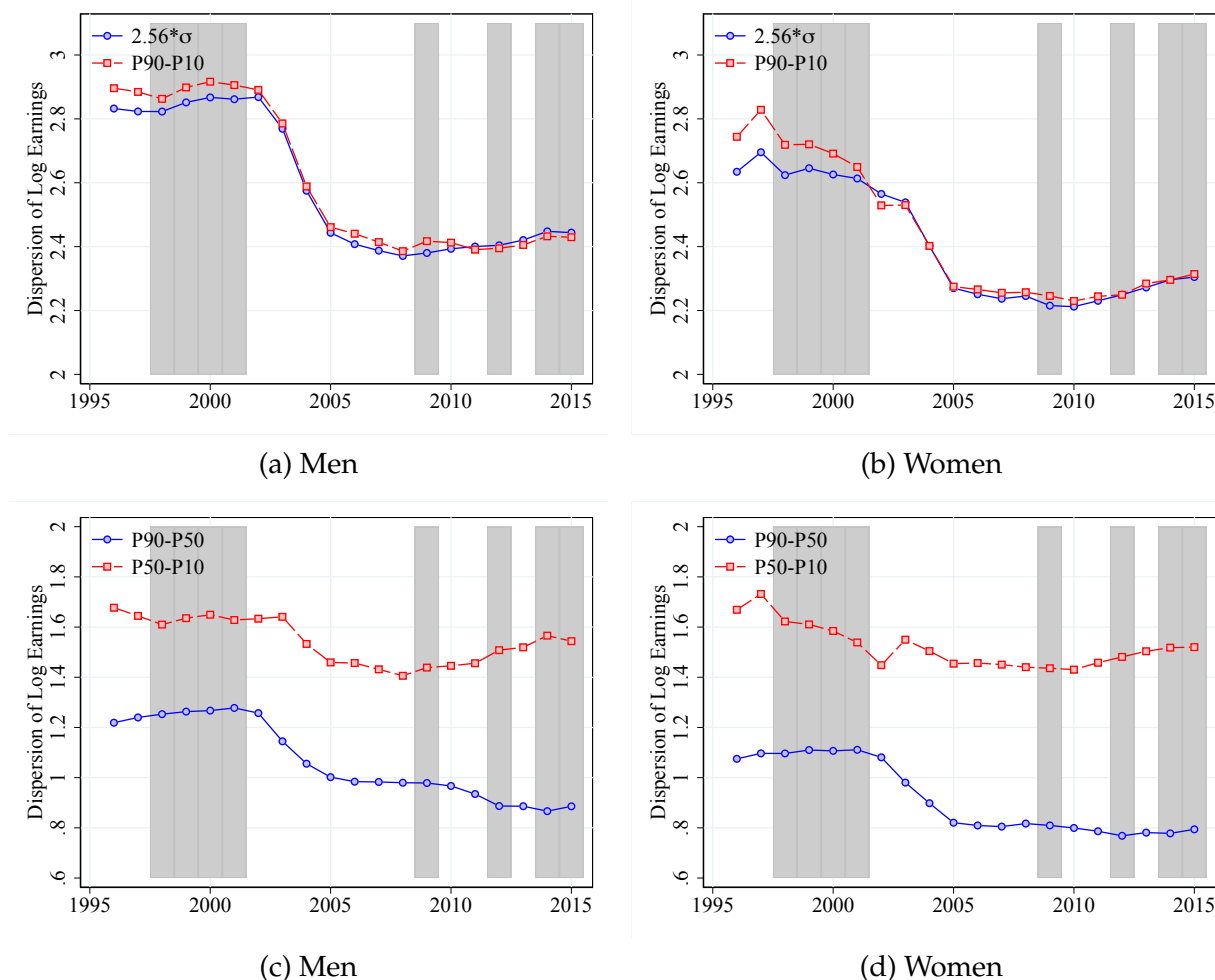 2.56*σ
P90-P10
Dispersion of Log Earnings
3
2.8
2.6
2.4
2.2
2
1995 2000 2005 2010 2015
(a) Men
2.56*σ
P90-P10
Dispersion of Log Earnings
3
2.8
2.6
2.4
2.2
2
1995 2000 2005 2010 2015
(b) Women
P90-P50
P50-P10
Dispersion of Log Earnings
2
1.8
1.6
1.4
1.2
1
.8
.6
1995 2000 2005 2010 2015
(c) Men
P90-P50
P50-P10
Dispersion of Log Earnings
2
1.8
1.6
1.4
1.2
1
.8
.6
1995 2000 2005 2010 2015
(d) Women